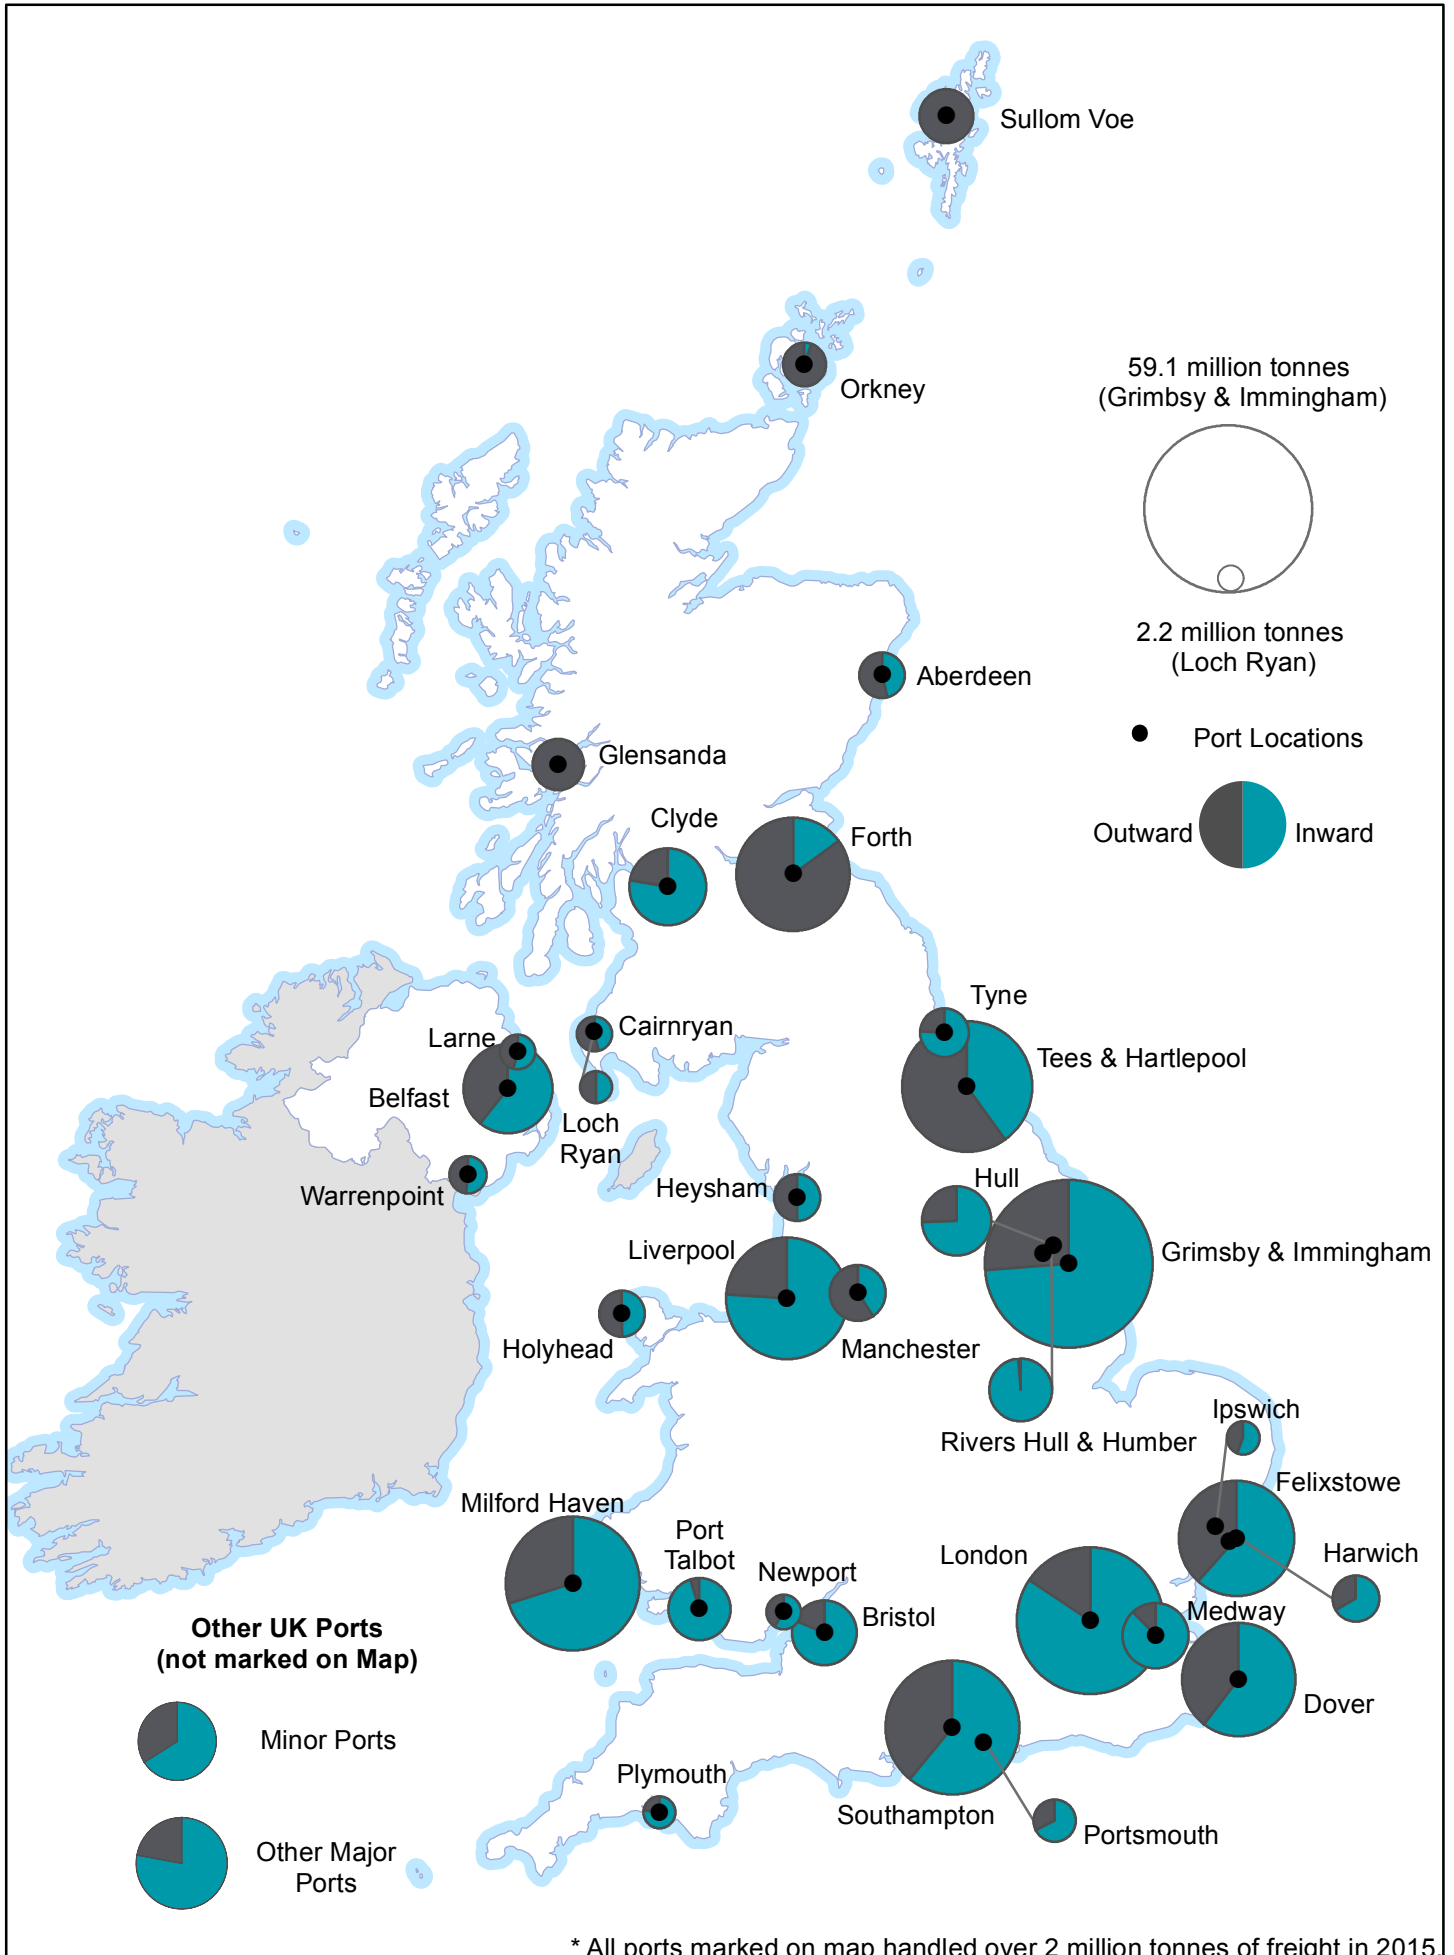 Sullom Voe
Orkney
59.1 million tonnes
(Grimbsy & Immingham)
2.2 million tonnes
(Loch Ryan)
Aberdeen
Port Locations
Glensanda
Clyde
Forth
Outward
Inward
Tyne
Cairnryan
Larne
Tees & Hartlepool
Belfast
Loch
Ryan
Hull
Heysham
Warrenpoint
Liverpool
Grimsby & Immingham
Holyhead
Manchester
Ipswich
Rivers Hull & Humber
Felixstowe
Milford Haven
Port
Talbot
London
Harwich
Newport
Medway
Bristol
Other UK Ports
(not marked on Map)
Dover
Minor Ports
Plymouth
Southampton
Portsmouth
Other Major
Ports
* All ports marked on map handled over 2 million tonnes of freight in 2015